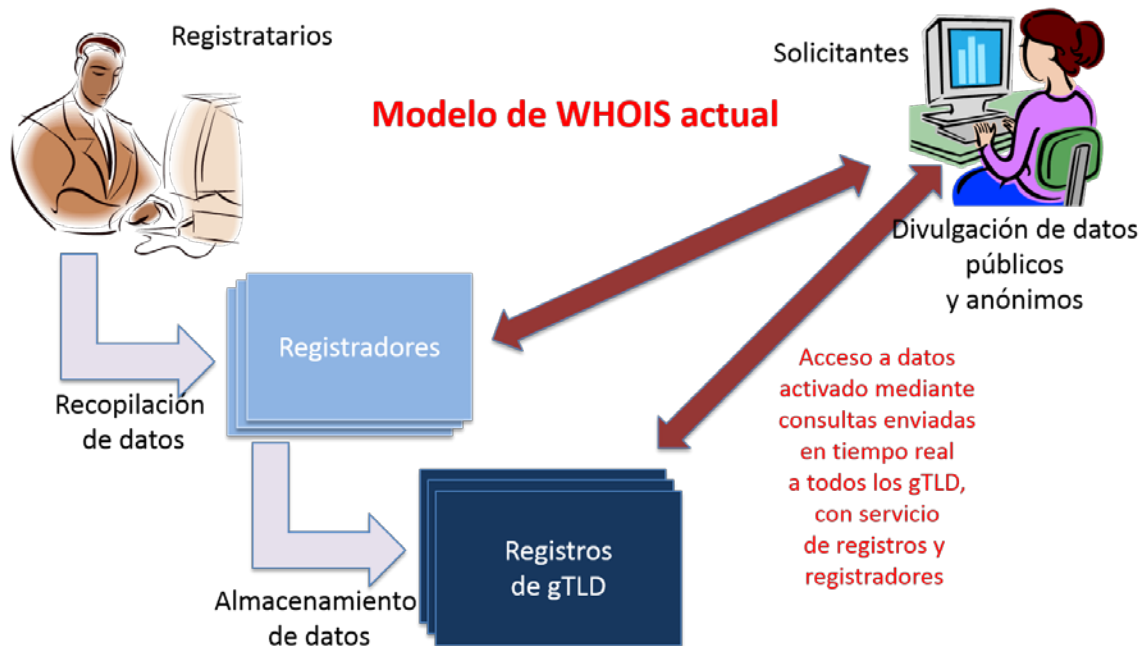 Registratarios
Solicitantes
Modelo de WHOIS actual
Divulgación de datos
públicos
y anónimos
Registradores
Recopilación
de datos
Acceso a datos
activado mediante
consultas enviadas
en tiempo real
a todos los gTLD,
con servicio
de registros y
registradores
Registros
de gTLD
Almacenamiento
de datos